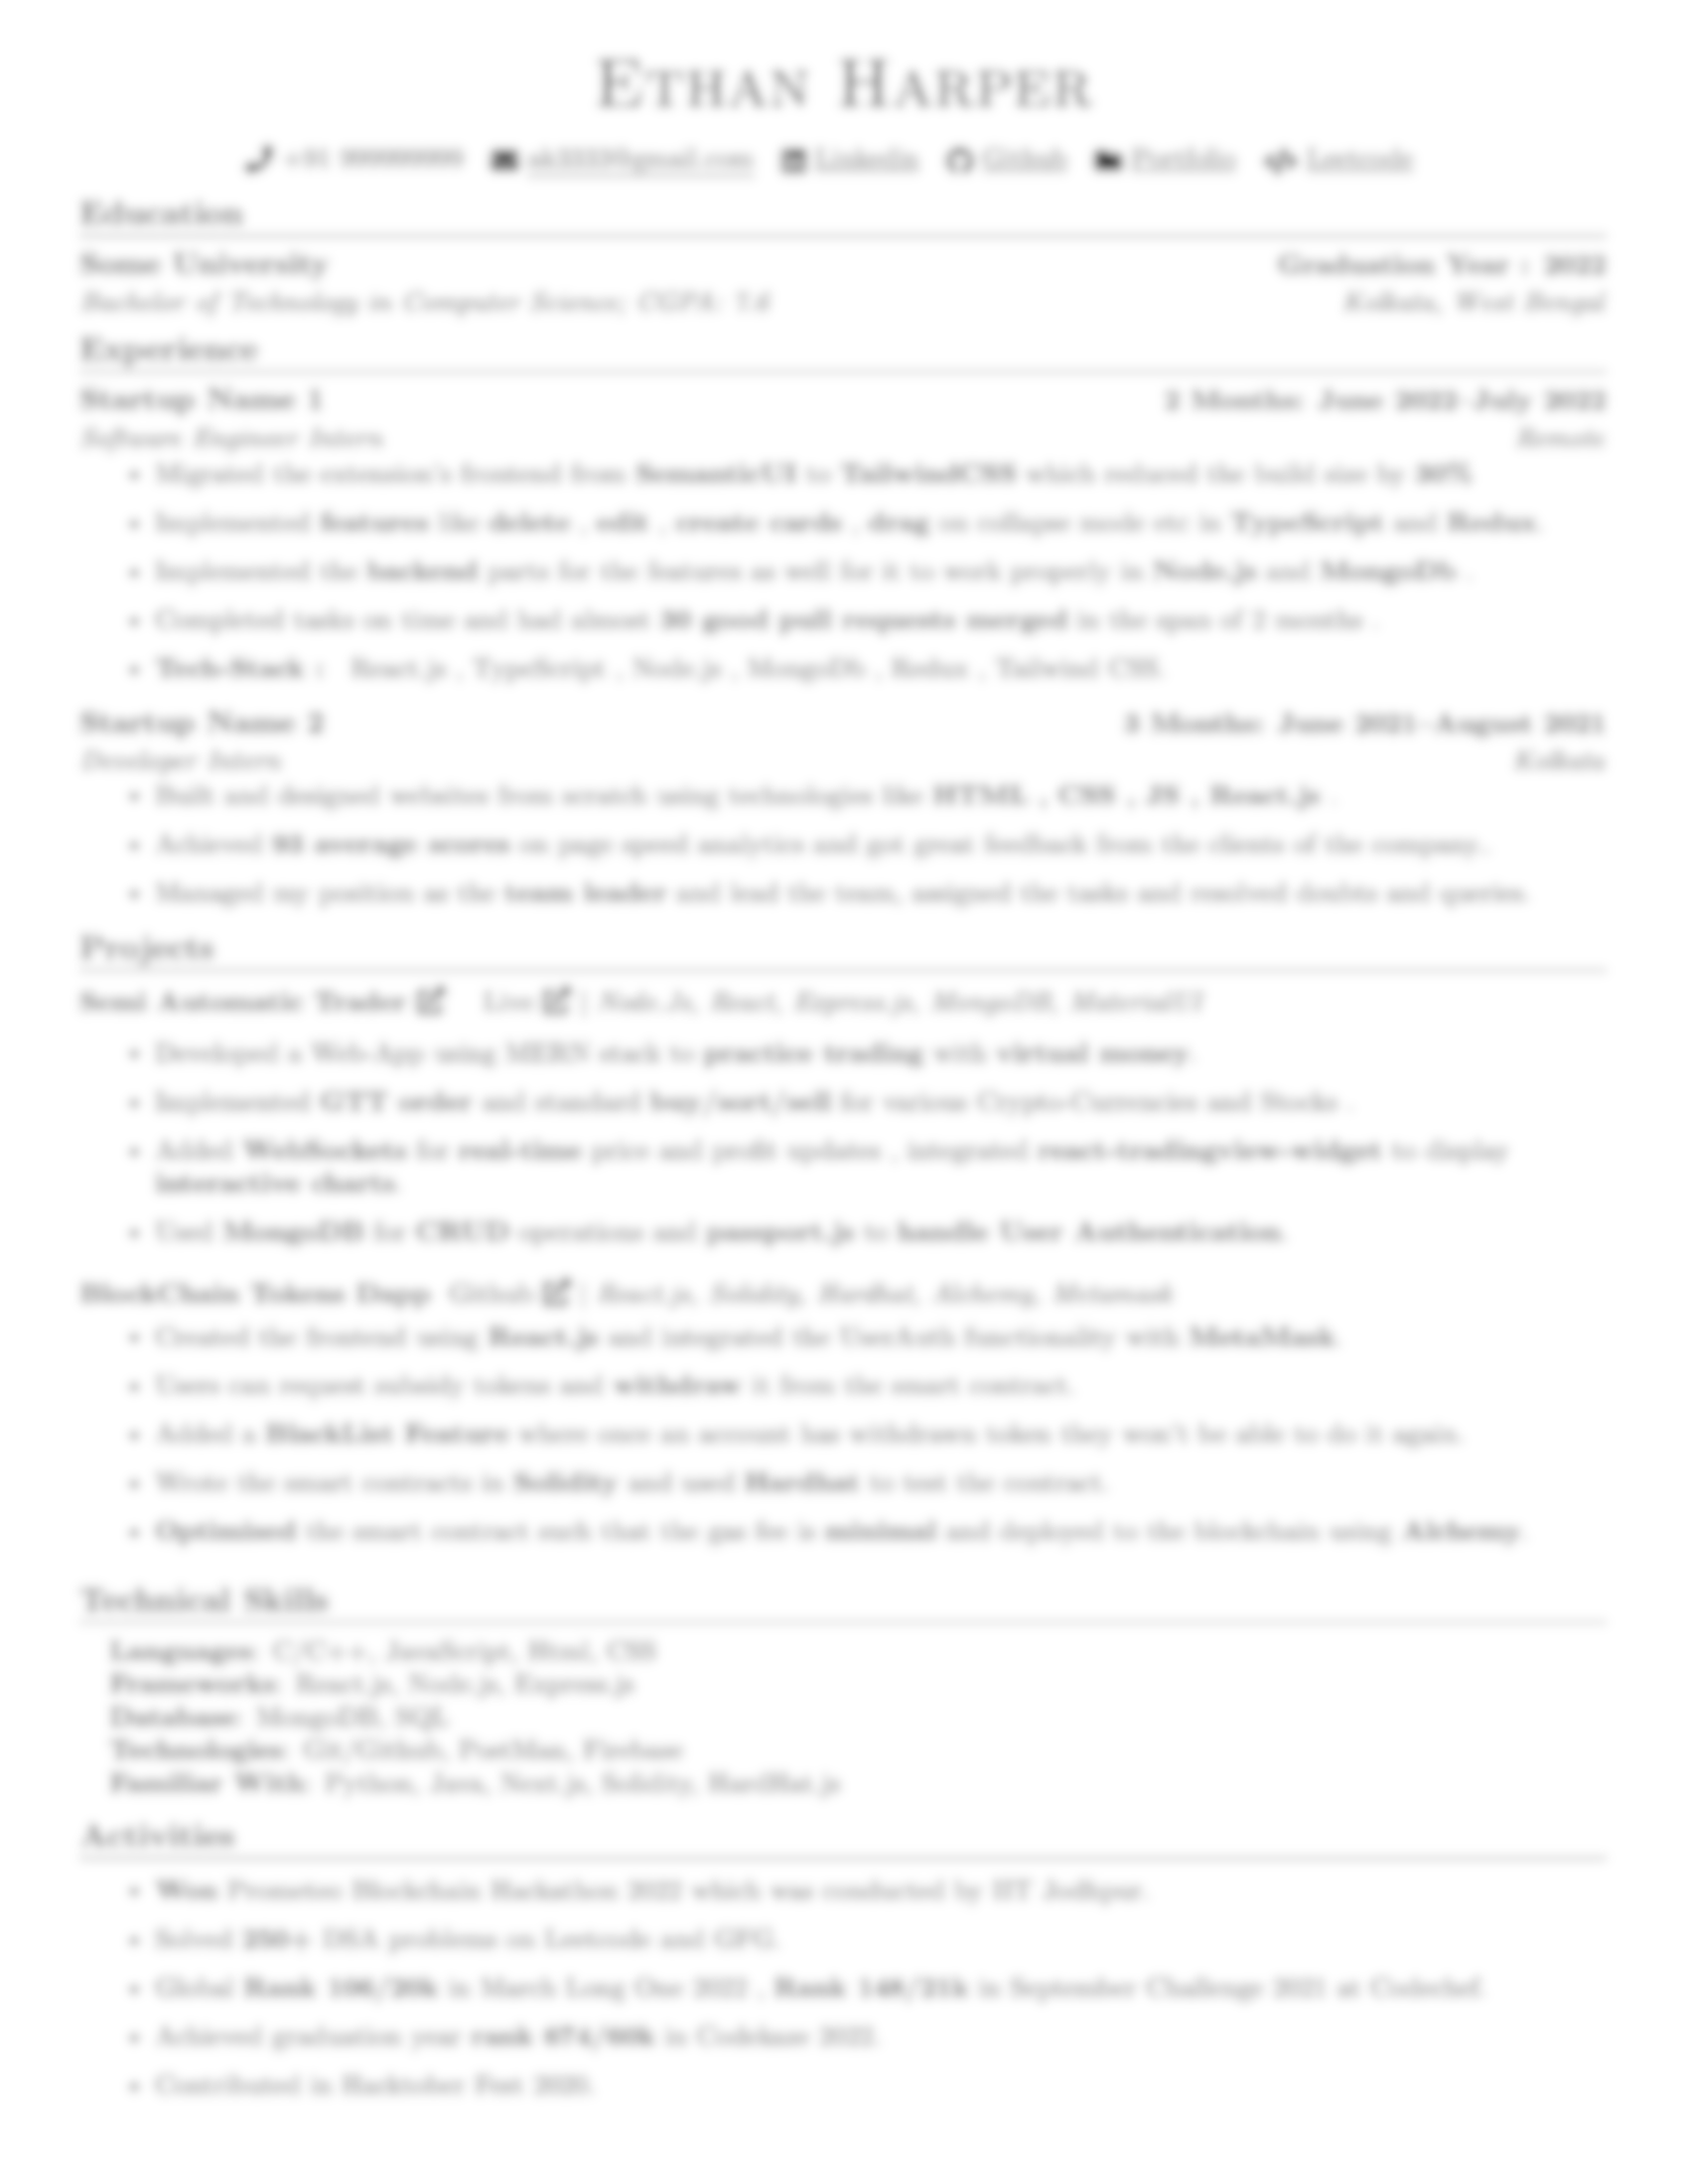 Ethan Harper
+91 Linkedin Github Portfolio Leetcode
Education
Some University Graduation Year : 2022
Bachelor of Technology in Computer Science; CGPA: 7.6 Kolkata, West Bengal
Experience
Startup Name 1 2 Months: June 2022–July 2022
Software Engineer Intern Remote
Migrated the extension's frontend from SemanticUI to TailwindCSS which reduced the build size by 30%
Implemented features like delete , edit , create cards , drag on collapse mode etc in TypeScript and Redux.
Implemented the backend parts for the features as well for it to work properly in Node.js and MongoDb .
Completed tasks on time and had almost 30 good pull requests merged in the span of 2 months .
Tech-Stack : React.js , TypeScript , Node.js , MongoDb , Redux , Tailwind CSS.
Startup Name 2 3 Months: June 2021–August 2021
Developer Intern Kolkata
Built and designed websites from scratch using technologies like HTML , CSS , JS , React.js .
Achieved 93 average scores on page speed analytics and got great feedback from the clients of the company.
Managed my position as the team leader and lead the team, assigned the tasks and resolved doubts and queries.
Projects
Semi Automatic Trader Live | Node.Js, React, Express.js, MongoDB, MaterialUI
Developed a Web-App using MERN stack to practice trading with virtual money.
Implemented GTT order and standard buy/sort/sell for various Crypto-Currencies and Stocks .
Added WebSockets for real-time price and profit updates , integrated react-tradingview-widget to display
interactive charts.
Used MongoDB for CRUD operations and passport.js to handle User Authentication.
BlockChain Tokens Dapp Github | React.js, Solidity, Hardhat, Alchemy, Metamask
Created the frontend using React.js and integrated the UserAuth functionality with MetaMask.
Users can request subsidy tokens and withdraw it from the smart contract.
Added a BlackList Feature where once an account has withdrawn token they won't be able to do it again.
Wrote the smart contracts in Solidity and used Hardhat to test the contract.
Optimised the smart contract such that the gas fee is minimal and deployed to the blockchain using Alchemy.
Technical Skills
Languages: C/C++, JavaScript, Html, CSS
Frameworks: React.js, Node.js, Express.js
Database: MongoDB, SQL
Technologies: Git/Github, PostMan, Firebase
Familiar With: Python, Java, Next.js, Solidity, HardHat.js
Activities
Won Prometeo Blockchain Hackathon 2022 which was conducted by IIT Jodhpur.
Solved 250+ DSA problems on Leetcode and GFG.
Global Rank 106/20k in March Long One 2022 , Rank 148/21k in September Challenge 2021 at Codechef.
Achieved graduation year rank 674/60k in Codekaze 2022.
Contributed in Hacktober Fest 2020.